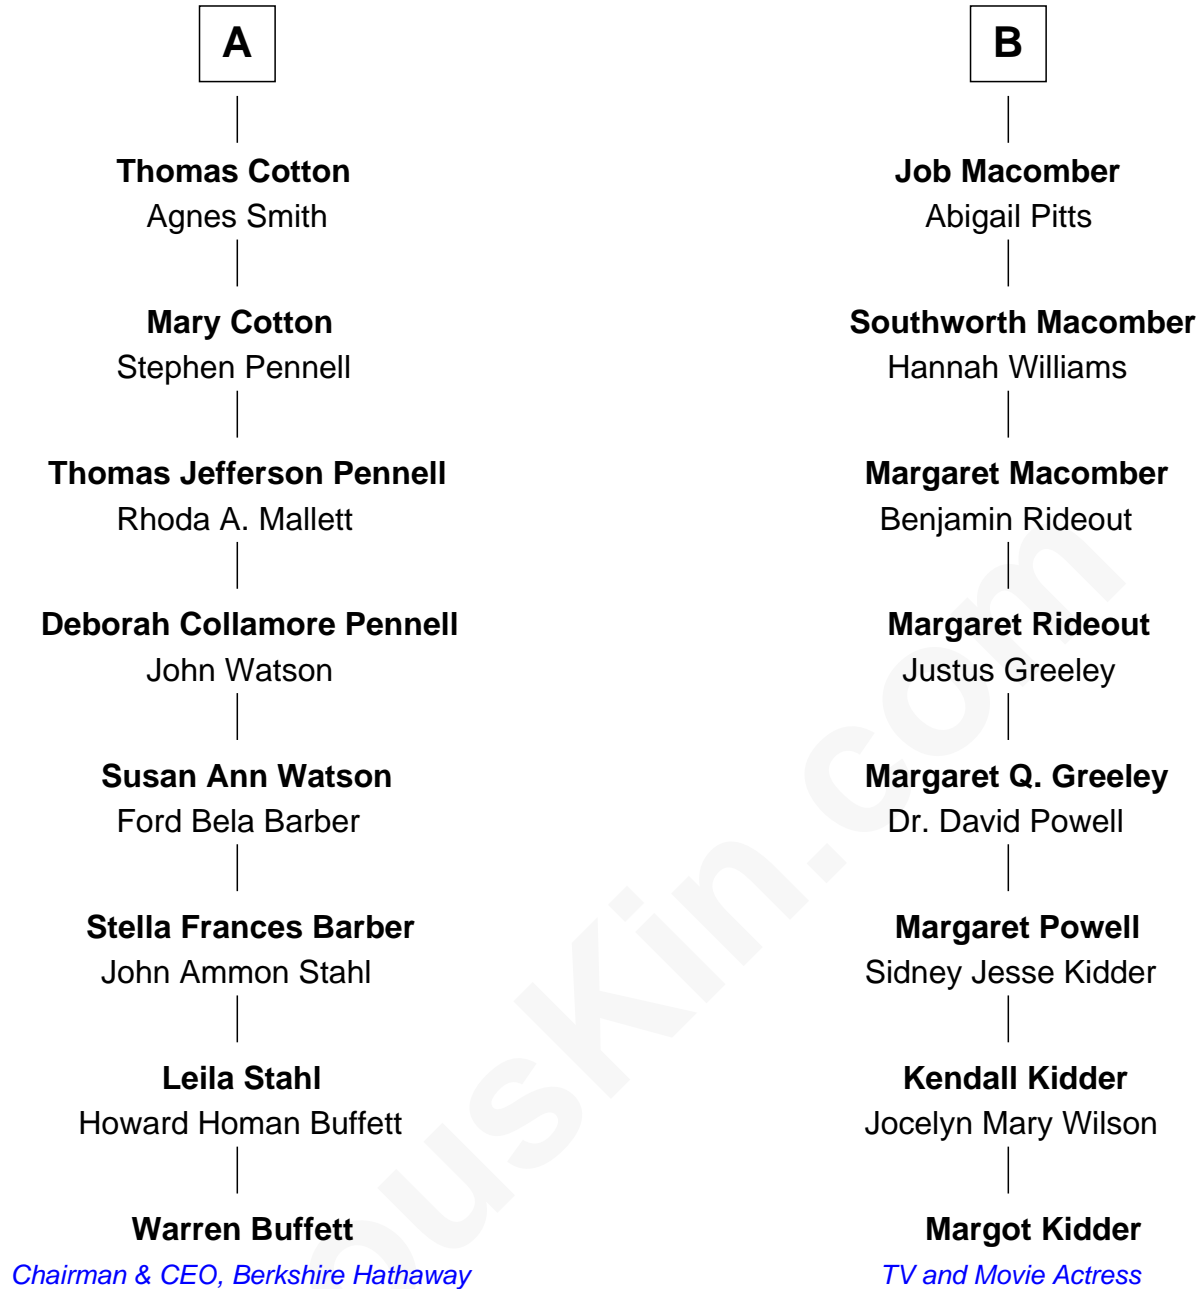 A
Thomas Cotton
Agnes Smith
Mary Cotton
Stephen Pennell
Thomas Jefferson Pennell
Rhoda A. Mallett
Deborah Collamore Pennell
John Watson
Susan Ann Watson
Ford Bela Barber
Stella Frances Barber
John Ammon Stahl
Leila Stahl
Howard Homan Buffett
Warren Buffett
Chairman & CEO, Berkshire Hathaway
B
Job Macomber
Abigail Pitts
Southworth Macomber
Hannah Williams
Margaret Macomber
Benjamin Rideout
Margaret Rideout
Justus Greeley
Margaret Q. Greeley
Dr. David Powell
Margaret Powell
Sidney Jesse Kidder
Kendall Kidder
Jocelyn Mary Wilson
Margot Kidder
TV and Movie Actress
ousKin.com